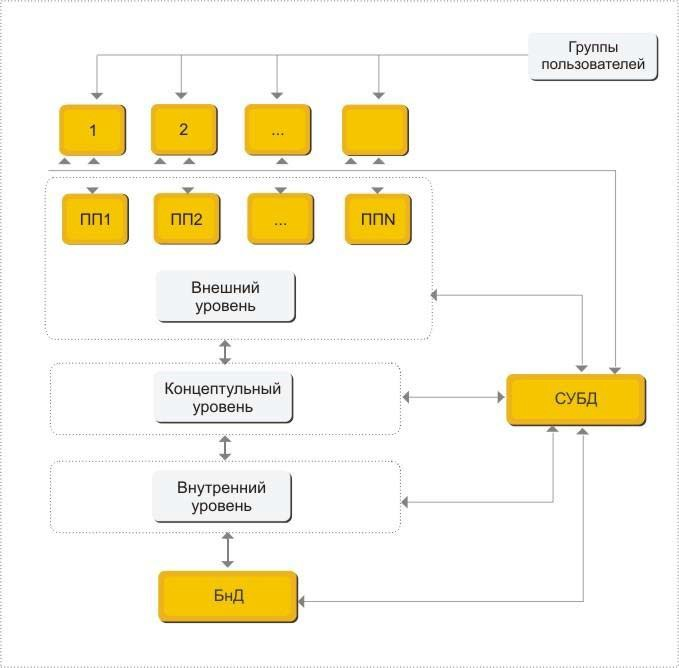 Группы
пользователей
1
2
...
ПП1
ПП2
...
ППN
Внешний
уровень
Концептульный
уровень
СУБД
Внутренний
уровень
БнД